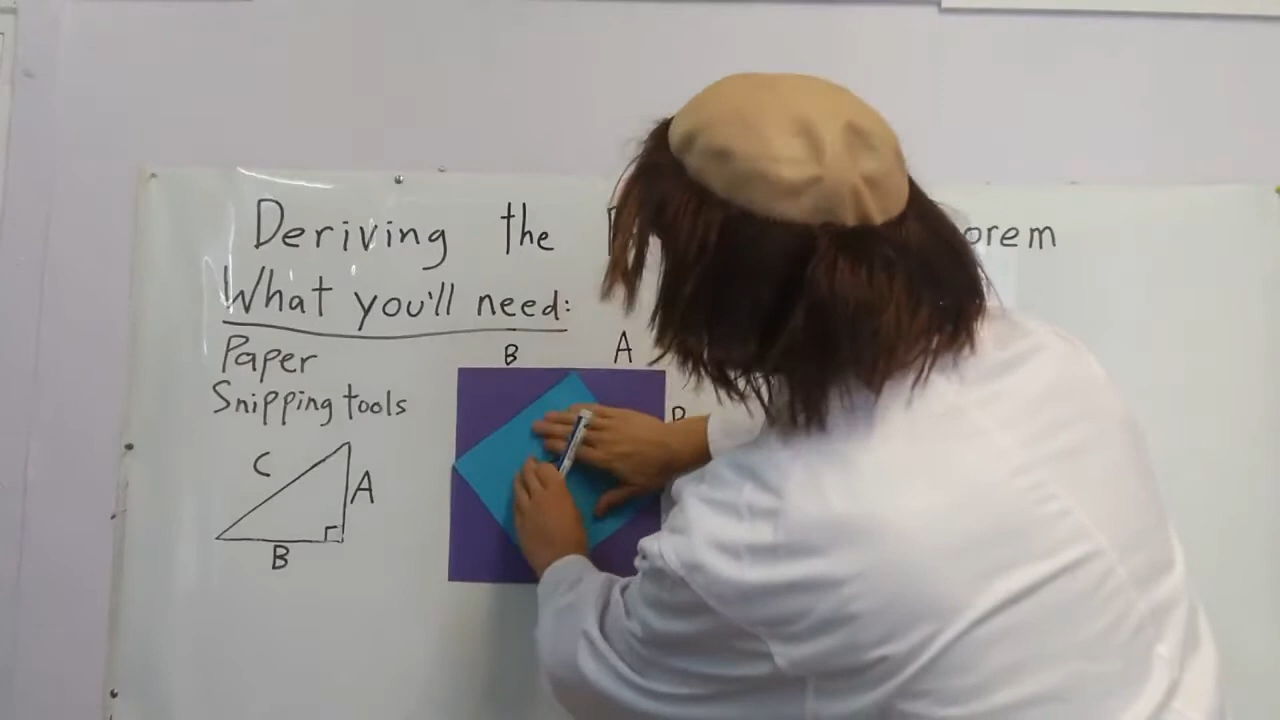 Deriving the orem
What you'll need:
B A
Paper
Snipping tools
C
A
B